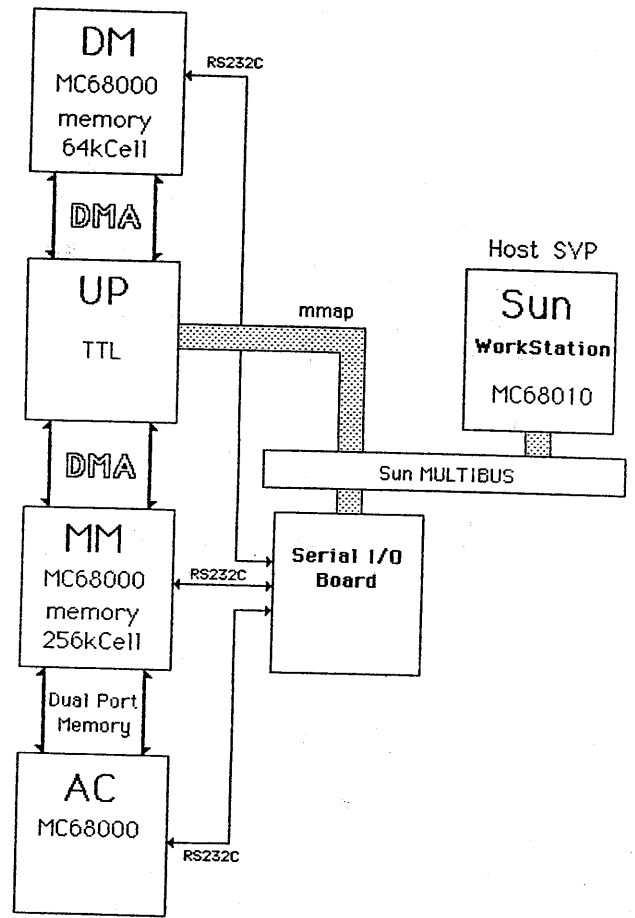 DM
MC68000
memory
64kCell
RS232C
DMA
UP
TTL
mmap
Host SVP
Sun
WorkStation
MC68010
Sun MULTIBUS
DMA
MM
MC68000
memory
256kCell
RS232C
Serial I/O
Board
Dual Port
Memory
AC
MC68000
RS232C